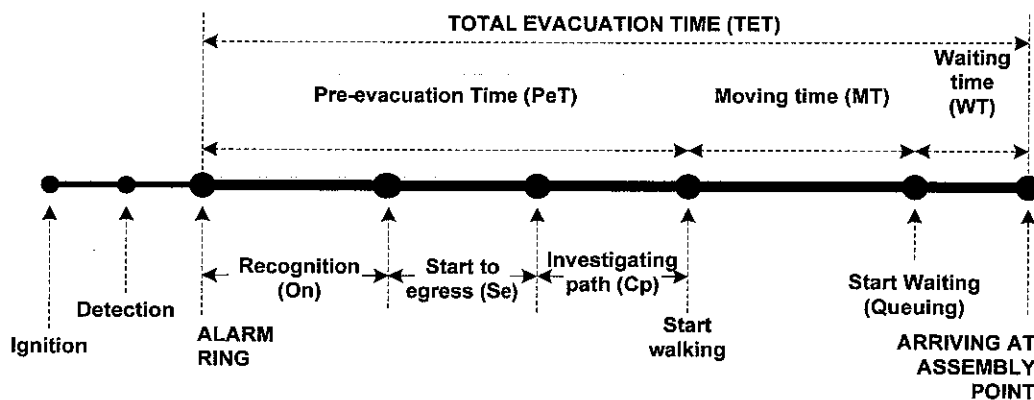 TOTAL EVACUATION TIME (TET)
Waiting
time
(WT)
Pre-evacuation Time (PeT)
Moving time (MT)
Recognition
(On)
Start to
egress (Se)
Investigating
path (Cp)
Start Waiting
(Queuing)
Detection
Ignition
ALARM
RING
Start
walking
ARRIVING AT
ASSEMBLY
POINT